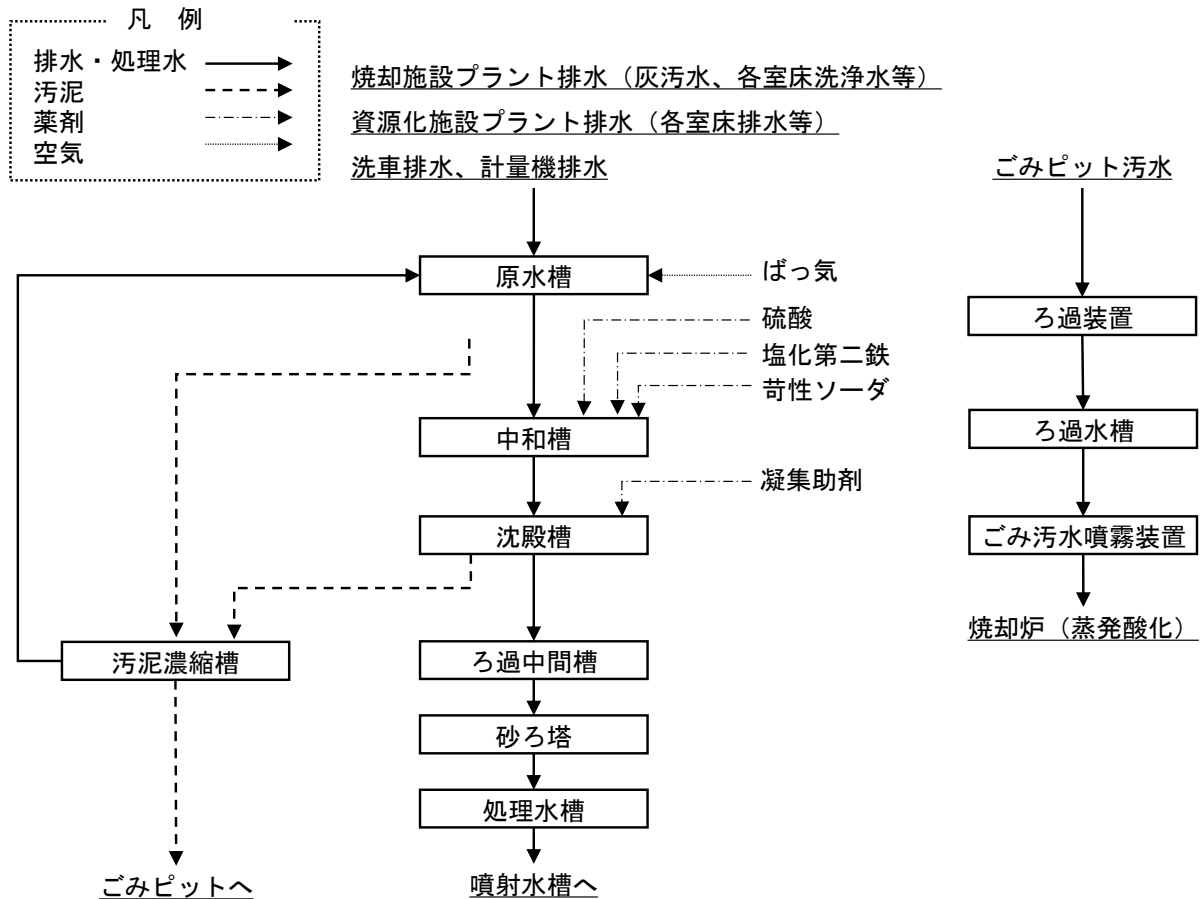 凡 例
排水・処理水
汚泥
薬剤
空気
焼却施設プラント排水（灰汚水、各室床洗浄水等）
資源化施設プラント排水（各室床排水等）
洗車排水、計量機排水
ごみピット汚水
原水槽
ばっ気
硫酸
塩化第二鉄
苛性ソーダ
ろ過装置
中和槽
ろ過水槽
凝集助剤
沈殿槽
ごみ汚水噴霧装置
焼却炉（蒸発酸化）
汚泥濃縮槽
ろ過中間槽
砂ろ塔
処理水槽
ごみピットへ
噴射水槽へ